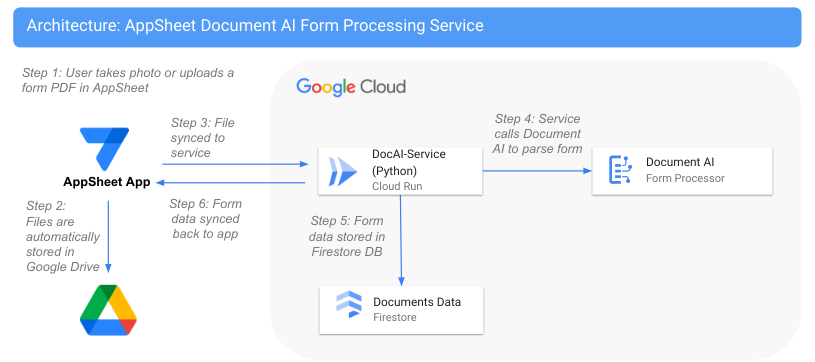 Architecture: AppSheet Document AI Form Processing Service
Step 1: User takes photo or uploads a
form PDF in AppSheet
Google Cloud
Step 3: File
synced to
service
Step 4: Service
calls Document
AI to parse form
AppSheet App
DocAI-Service
(Python)
Cloud Run
Document AI
Form Processor
Step 2:
Files are
automatically
stored in
Google Drive
Step 6: Form
data synced
back to app
Step 5: Form
data stored in
Firestore DB
Documents Data
Firestore